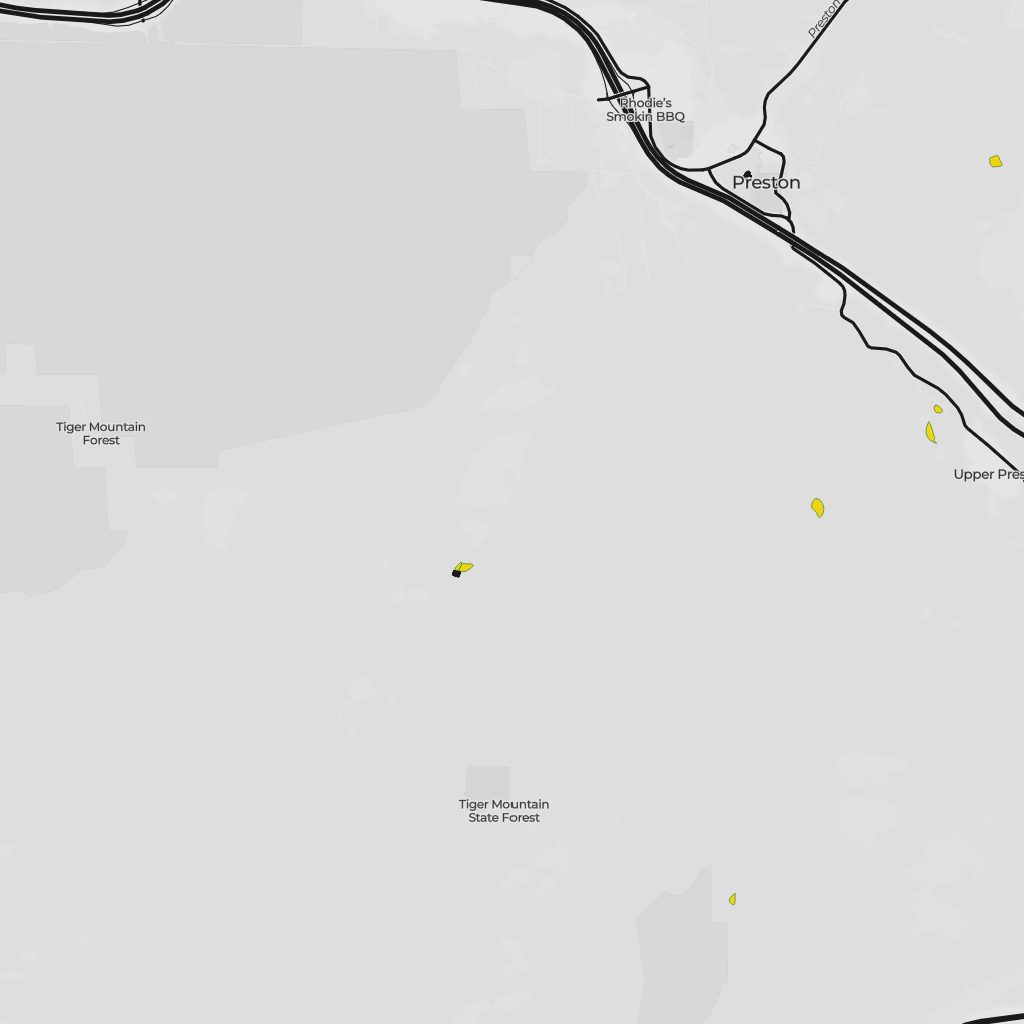 Preston
Rhodie's
Smokin BBQ
Preston
Tiger Mountain
Forest
Upper Pres
Tiger Mountain
State Forest